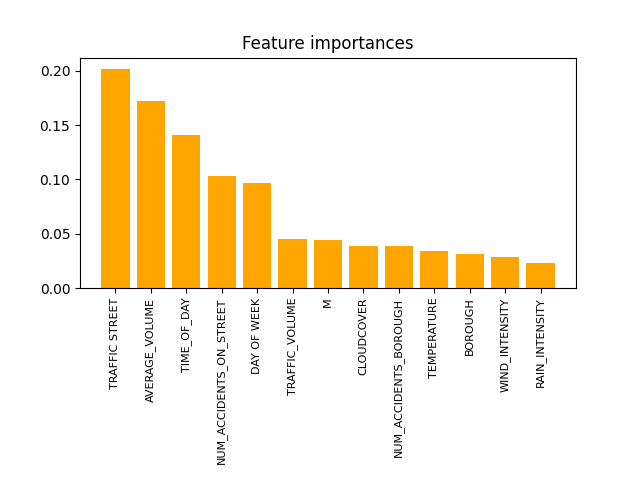 Feature importances
0.20
0.15
0.10
0.05
0.00
TRAFFIC STREET
AVERAGE_VOLUME
TIME_OF_DAY
NUM_ACCIDENTS_ON_STREET
DAY OF WEEK
TRAFFIC_VOLUME
M
CLOUDCOVER
NUM_ACCIDENTS_BOROUGH
TEMPERATURE
BOROUGH
WIND_INTENSITY
RAIN_INTENSITY